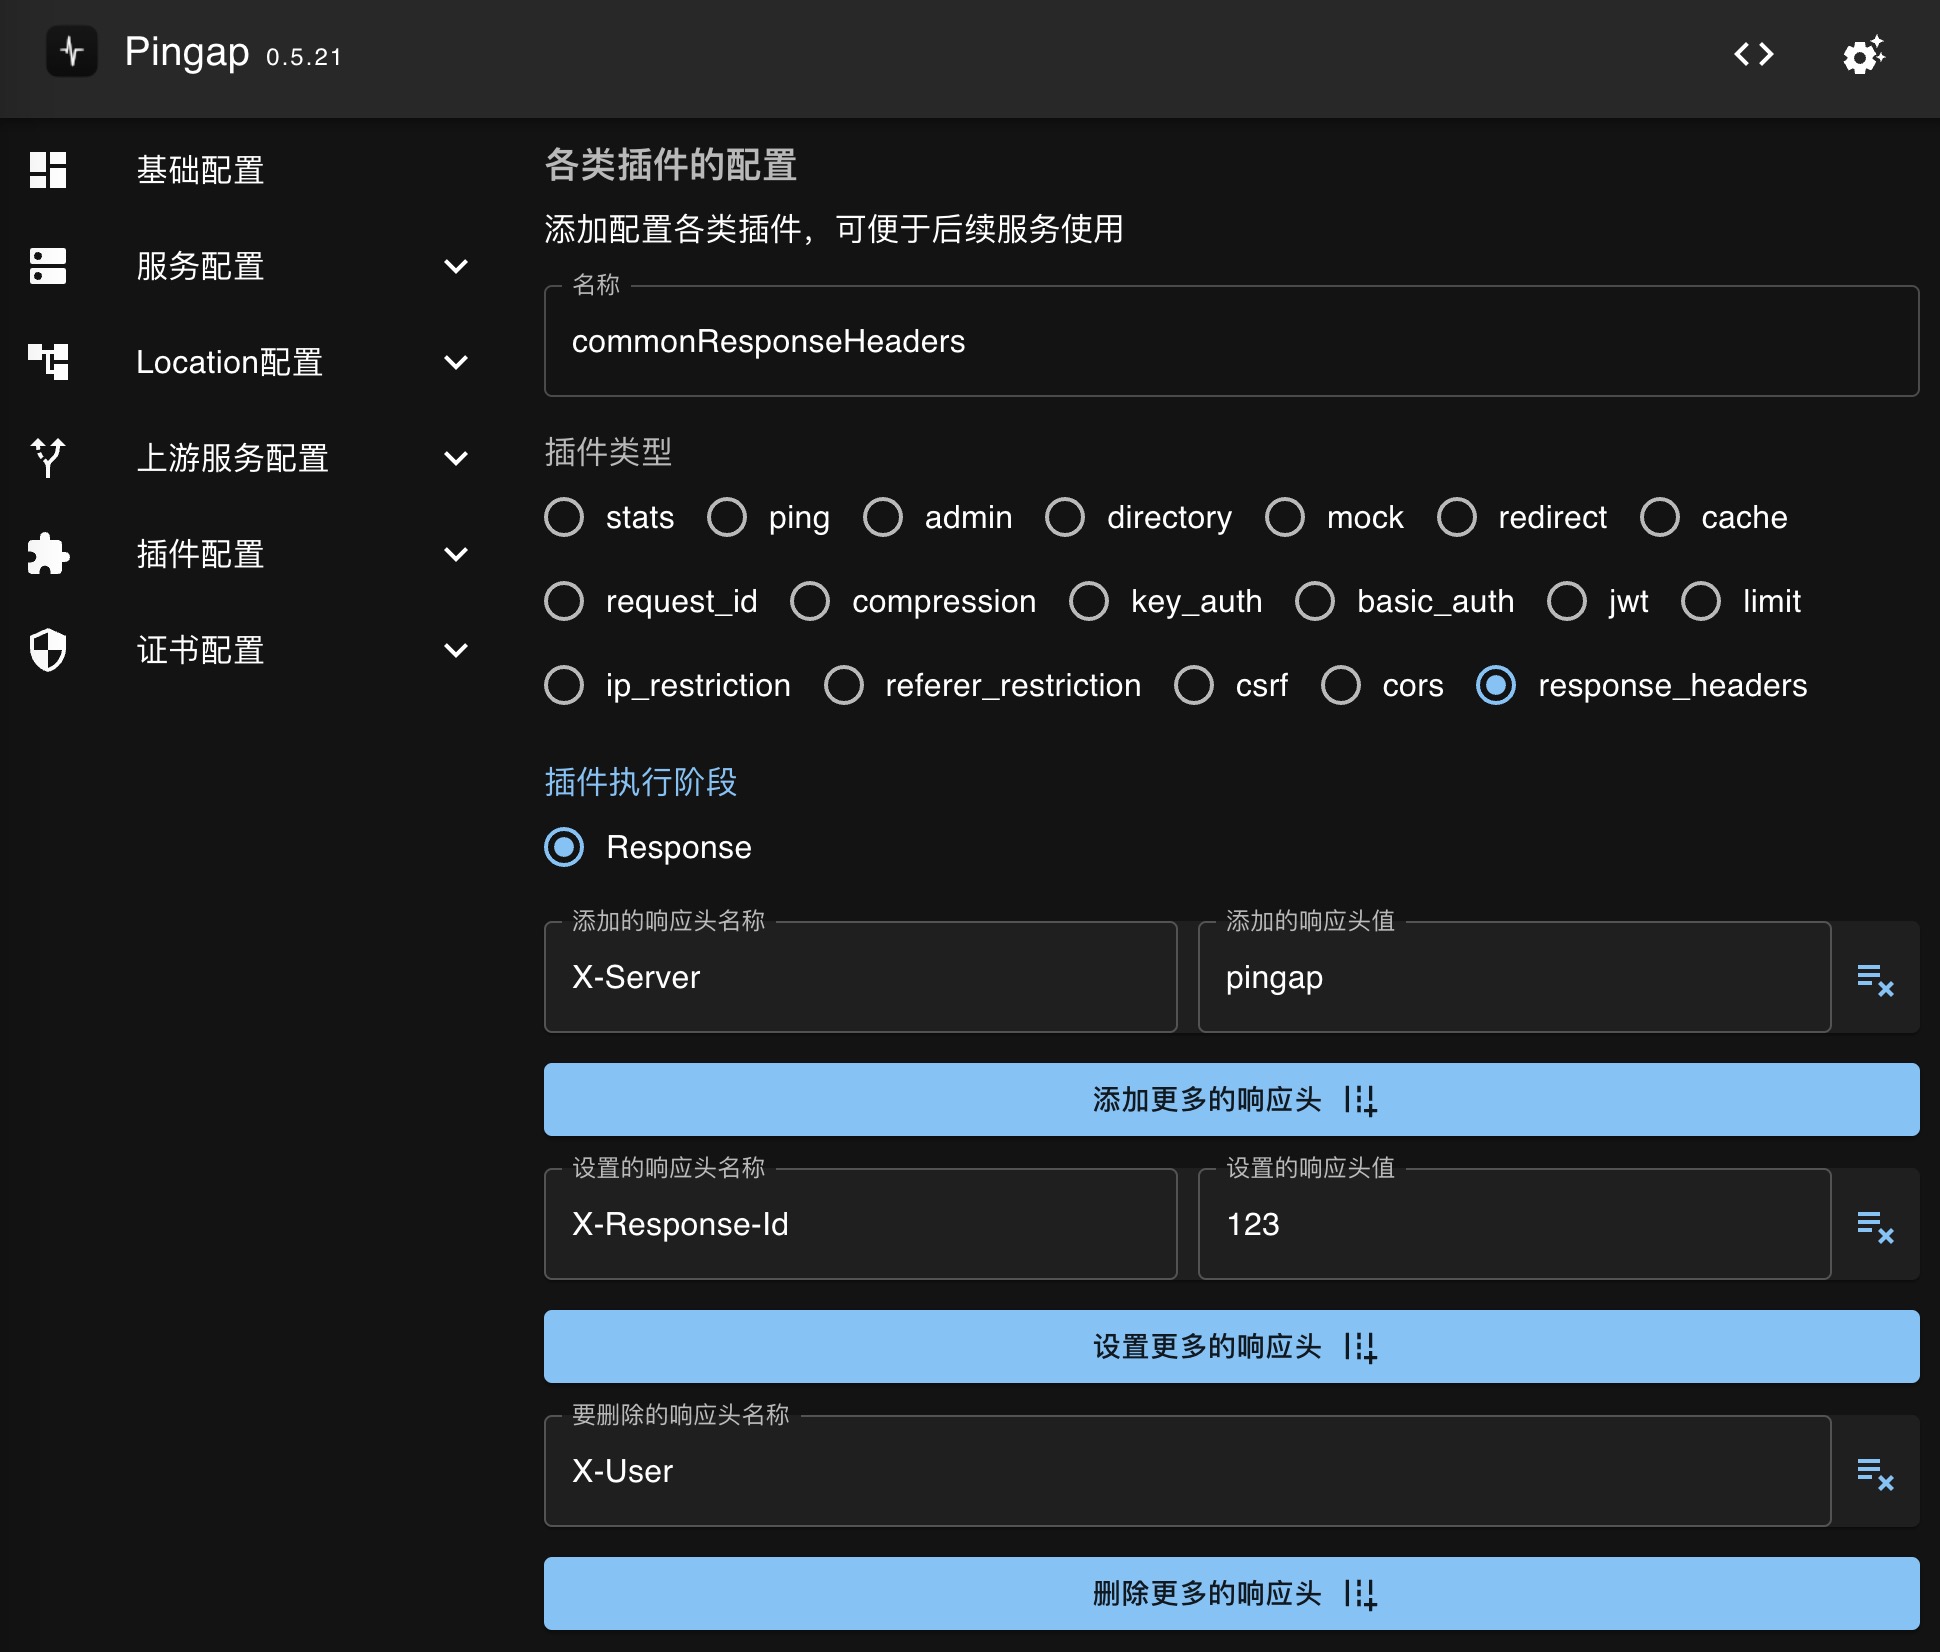 Pingap 0.5.21
基础配置
服务配置
Location配置
上游服务配置
插件配置
证书配置
各类插件的配置
添加配置各类插件，可便于后续服务使用
名称
commonResponseHeaders
插件类型
stats ping admin directory mock redirect cache
request_id compression key_auth basic_auth jwt limit
ip_restriction referer_restriction csrf cors response_headers
插件执行阶段
Response
添加的响应头名称 添加的响应头值
X-Server pingap
添加更多的响应头
设置的响应头名称 设置的响应头值
X-Response-Id 123
设置更多的响应头
要删除的响应头名称
X-User
删除更多的响应头